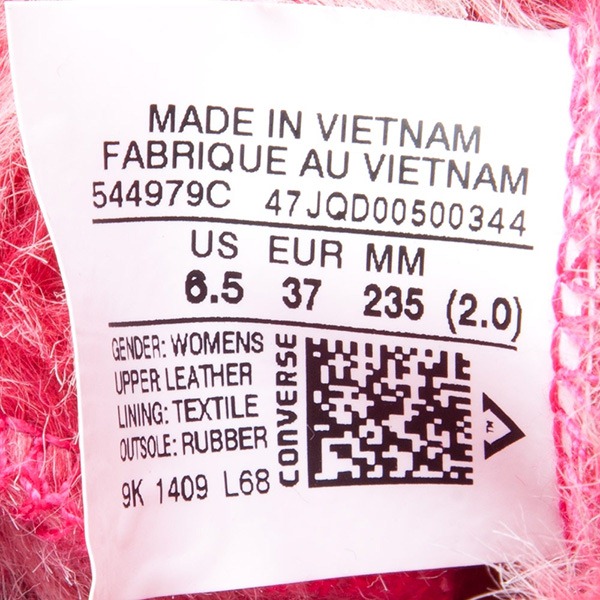 MADE IN VIETNAM
FABRIQUE AU VIETNAM
544979C 47JQD00500344
US EUR MM
6.5 37 235 (2.0)
GENDER: WOMENS
UPPER LEATHER
LINING: TEXTILE
OUTSOLE: RUBBER
9K 1409 L68
CONVERSE
TM